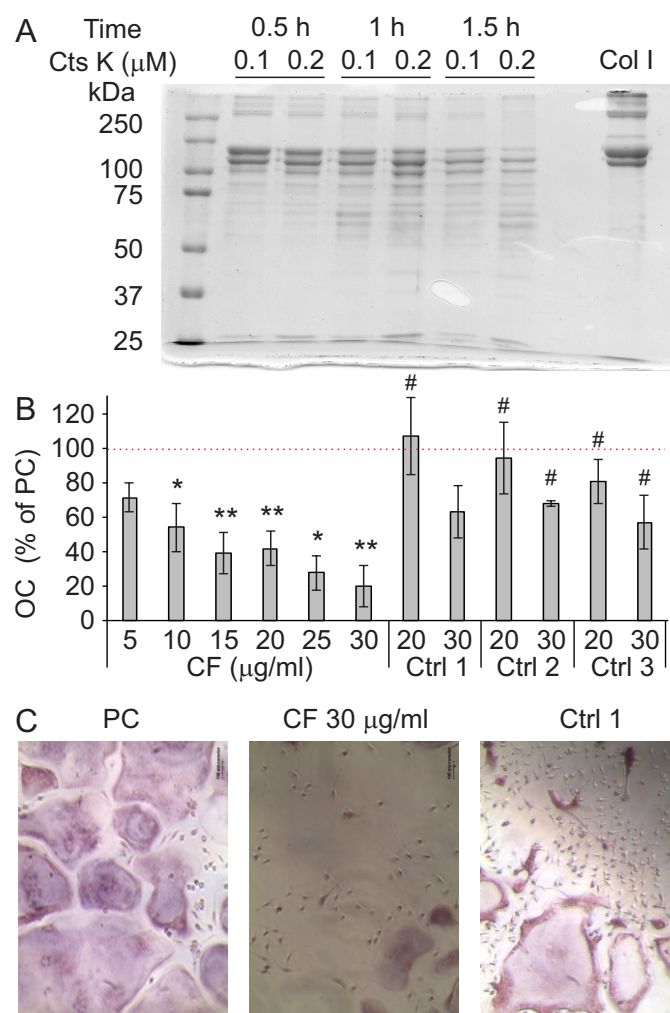 A
Time 0.5 h 1 h 1.5 h
Cts K (μM) 0.1 0.2 0.1 0.2 0.1 0.2 Col I
kDa
250
100
75
50
37
25
B
OC (% of PC)
120
100
80
60
40
20
0
* ** ** * ** # # # # #
5 10 15 20 25 30 20 30 20 30 20 30
CF (μg/ml) Ctrl 1 Ctrl 2 Ctrl 3
C
PC CF 30 μg/ml Ctrl 1